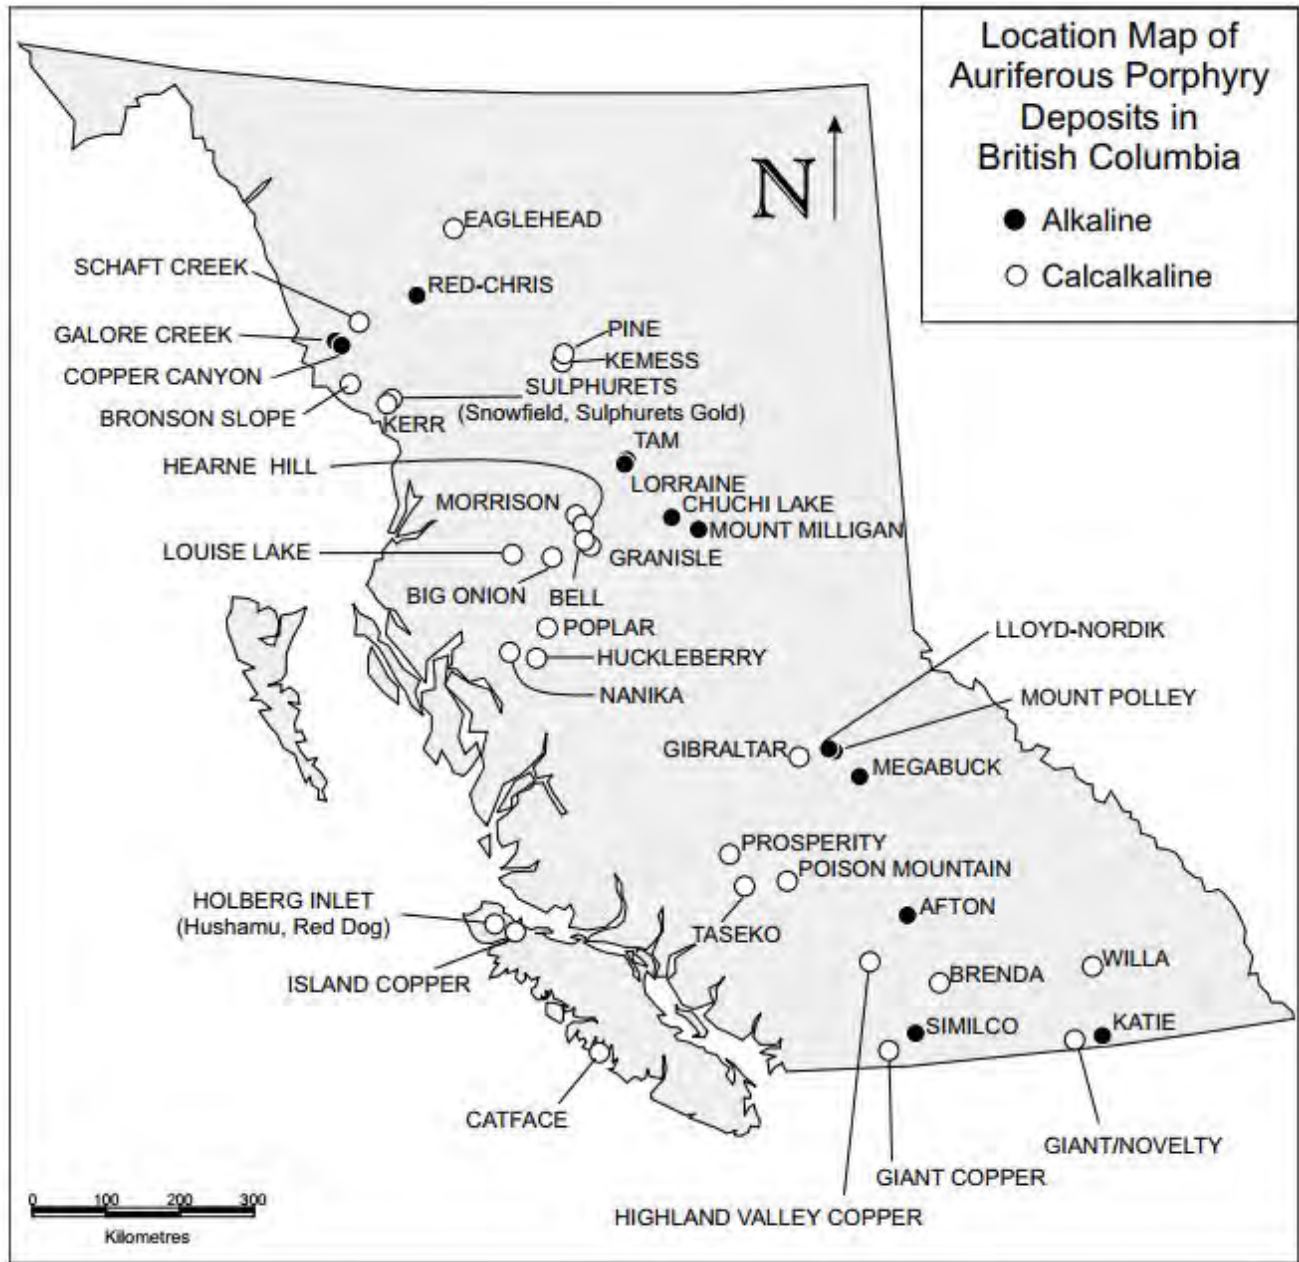 Location Map of
Auriferous Porphyry
Deposits in
British Columbia
N
Alkaline
Calcalkaline
EAGLEHEAD
SCHAFT CREEK
RED-CHRIS
GALORE CREEK
PINE
KEMESS
COPPER CANYON
SULPHURETS
(Snowfield, Sulphurets Gold)
BRONSON SLOPE
KERR
TAM
HEARNE HILL
LORRAINE
MORRISON
CHUCHI LAKE
MOUNT MILLIGAN
LOUISE LAKE
GRANISLE
BIG ONION
BELL
POPLAR
LLOYD-NORDIK
HUCKLEBERRY
NANIKA
MOUNT POLLEY
GIBRALTAR
MEGABUCK
PROSPERITY
POISON MOUNTAIN
HOLBERG INLET
(Hushamu, Red Dog)
AFTON
TASEKO
ISLAND COPPER
BRENDA
WILLA
SIMILCO
KATIE
CATFACE
GIANT/NOVELTY
GIANT COPPER
HIGHLAND VALLEY COPPER
0 100 200 300
Kilometres